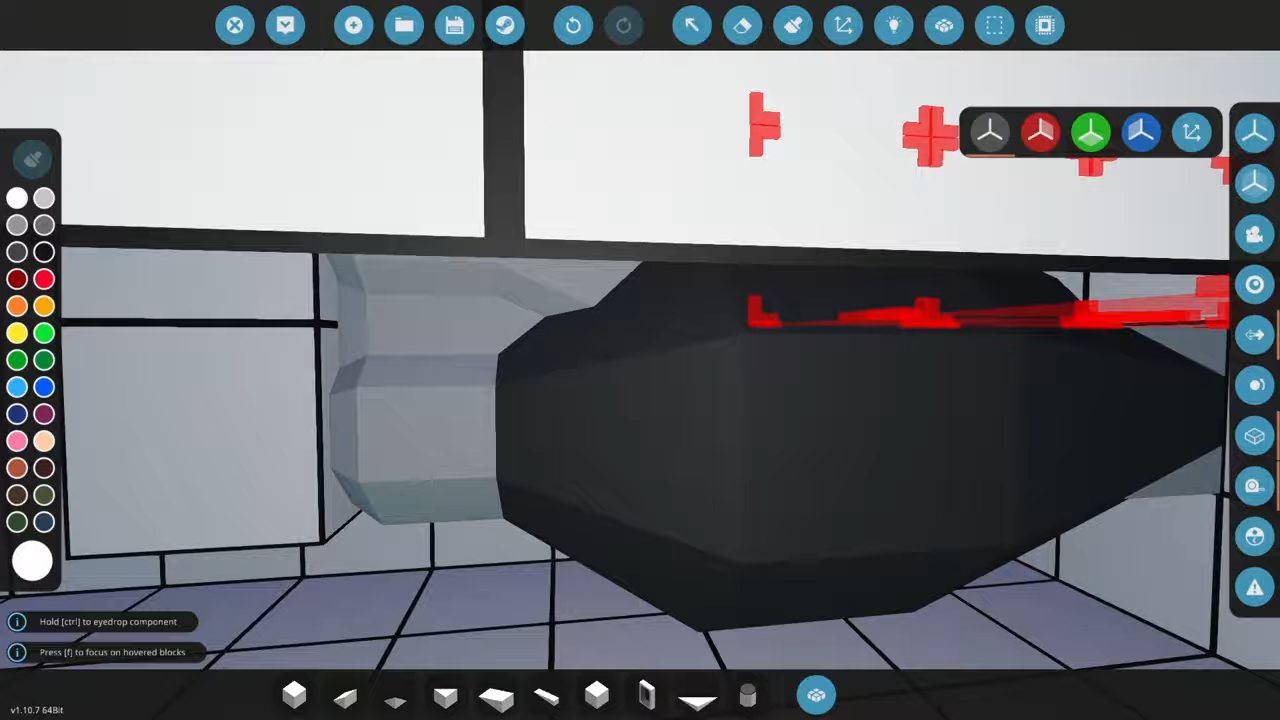 Hold [ctrl] to eyedrop component
Press [f] to focus on hovered blocks
v1.10.7 64Bit